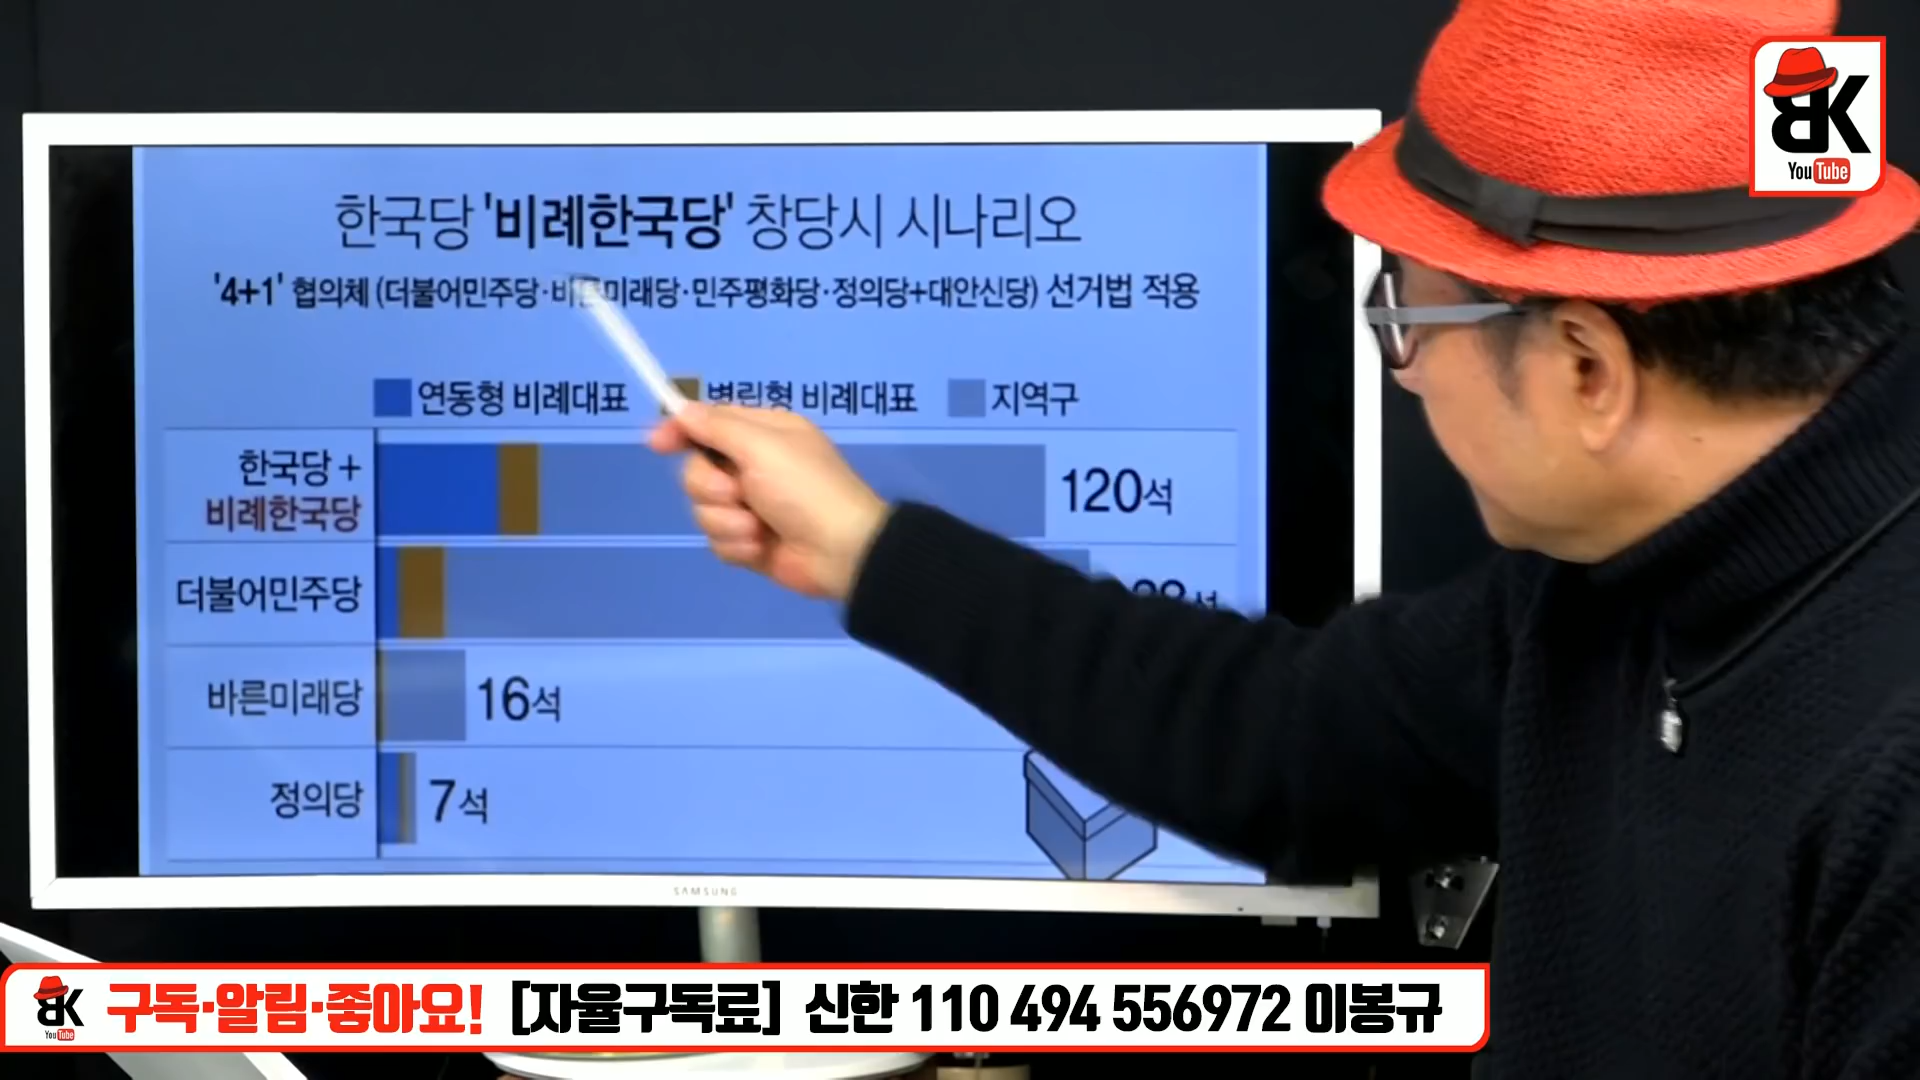 BK
YouTube
한국당 '비례한국당' 창당시 시나리오
'4+1' 협의체 (더불어민주당·바른미래당·민주평화당·정의당+대안신당) 선거법 적용
연동형 비례대표 병립형 비례대표 지역구
한국당 +
비례한국당
120석
더불어민주당
바른미래당
16석
정의당
7석
SAMSUNG
BK
YouTube
구독·알림·좋아요! [자율구독료] 신한 110 494 556972 이봉규